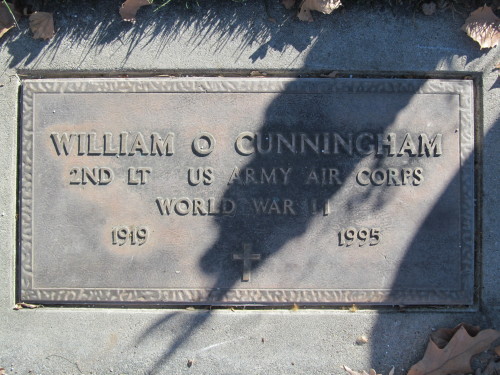 WILLIAM O CUNNINGHAM
2ND LT US ARMY AIR CORPS
WORLD WAR II
1919 1995